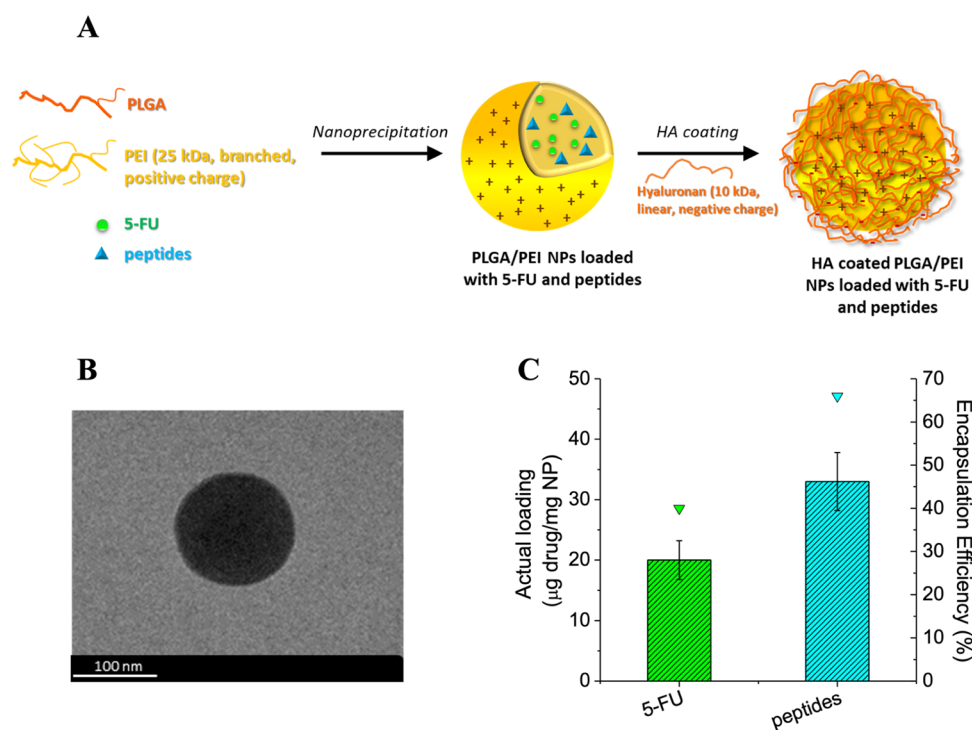 A
PLGA
PEI (25 kDa, branched,
positive charge)
5-FU
peptides
Nanoprecipitation
PLGA/PEI NPs loaded
with 5-FU and peptides
HA coating
Hyaluronan (10 kDa,
linear, negative charge)
HA coated PLGA/PEI
NPs loaded with 5-FU
and peptides
B
100 nm
C
Actual loading
(µg drug/mg NP)
50
40
30
20
10
0
5-FU
peptides
70
60
50
40
30
20
10
0
Encapsulation Efficiency (%)